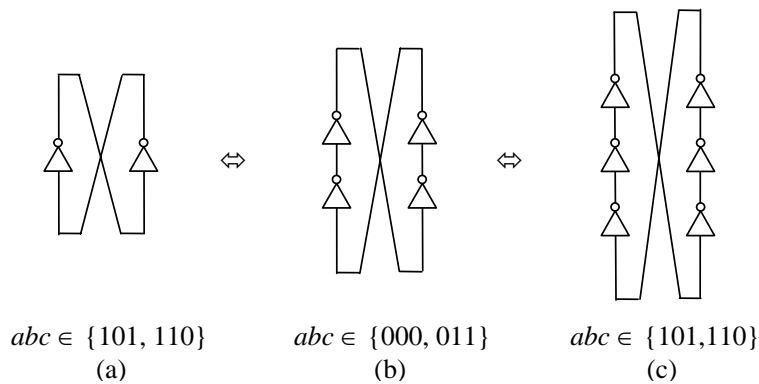 abc ∈ {101, 110}
abc ∈ {000, 011}
abc ∈ {101,110}
(a)
(b)
(c)